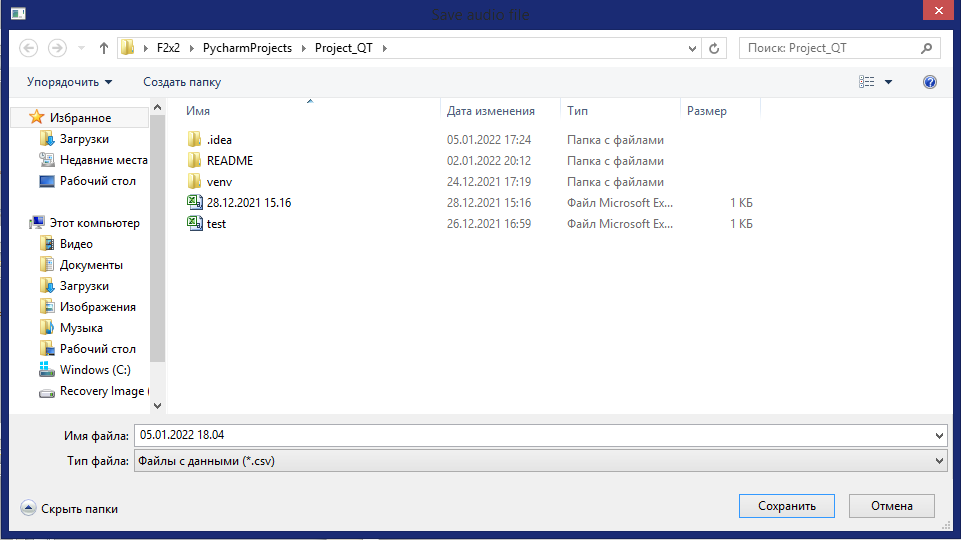 Save audio file
F2x2 PycharmProjects Project_QT
Поиск: Project_QT
Упорядочить Создать папку
Имя Дата изменения Тип Размер
Избранное
Загрузки
Недавние места
Рабочий стол
Этот компьютер
Видео
Документы
Загрузки
Изображения
Музыка
Рабочий стол
Windows (C:)
Recovery Image (
.idea 05.01.2022 17:24 Папка с файлами
README 02.01.2022 20:12 Папка с файлами
venv 24.12.2021 17:19 Папка с файлами
28.12.2021 15.16 28.12.2021 15:16 Файл Microsoft Ex... 1 КБ
test 26.12.2021 16:59 Файл Microsoft Ex... 1 КБ
Имя файла: 05.01.2022 18.04
Тип файла: Файлы с данными (*.csv)
Скрыть папки
Сохранить Отмена